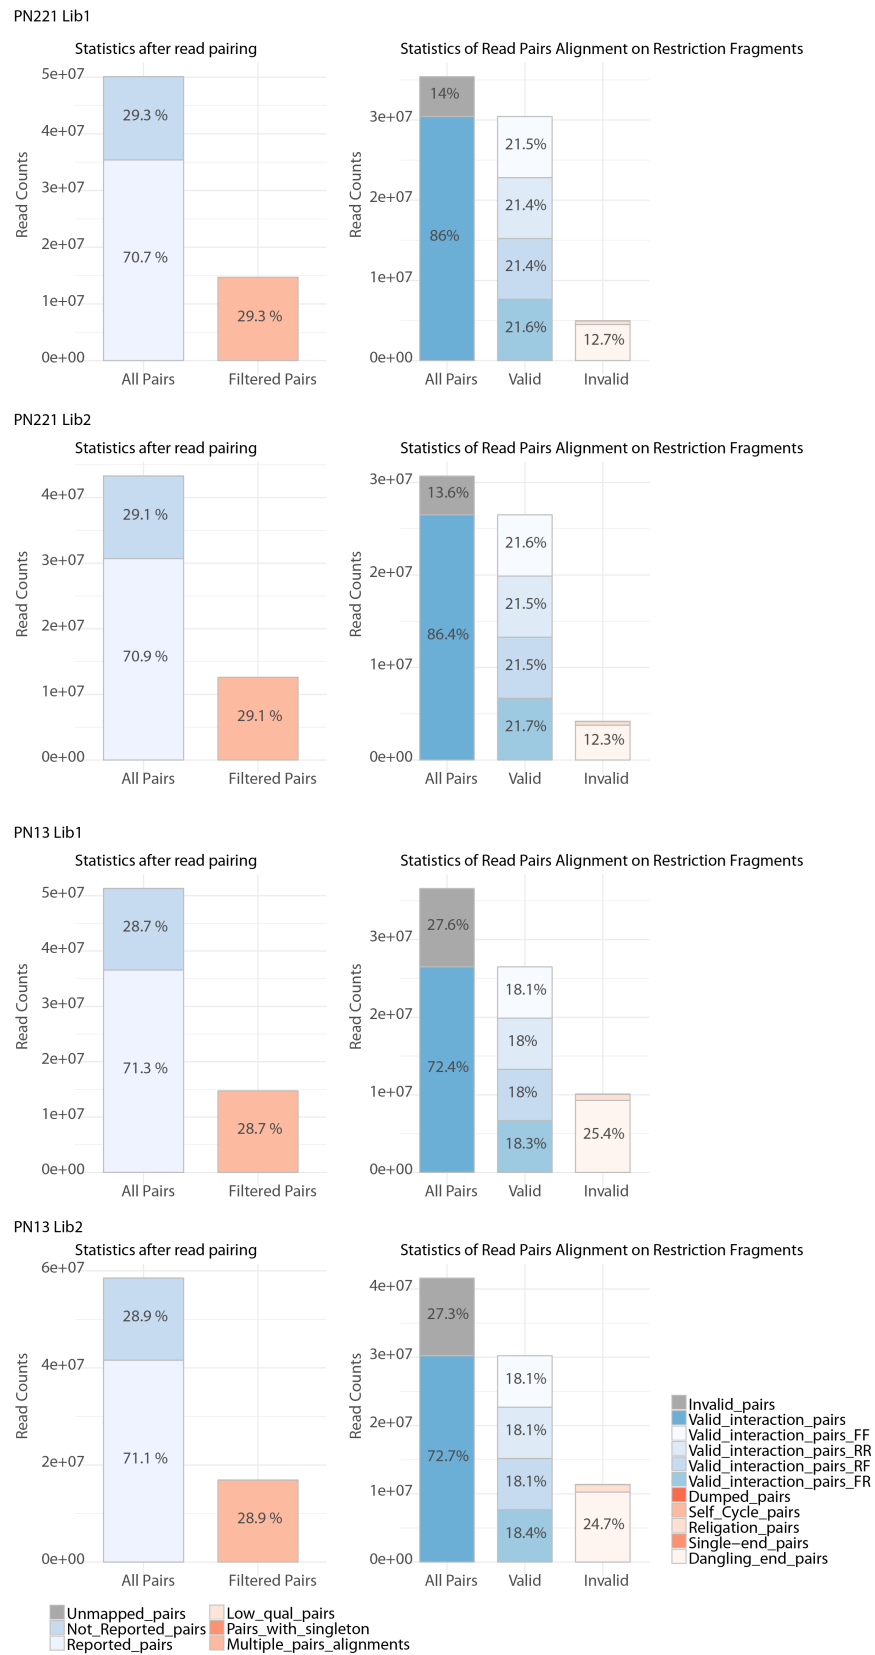 PN221 Lib1
Statistics after read pairing
Read Counts
5e+07
4e+07
3e+07
2e+07
1e+07
0e+00
29.3 %
70.7 %
29.3 %
All Pairs
Filtered Pairs
Statistics of Read Pairs Alignment on Restriction Fragments
Read Counts
3e+07
2e+07
1e+07
0e+00
14%
86%
21.5%
21.4%
21.4%
21.6%
12.7%
All Pairs
Valid
Invalid
PN221 Lib2
Statistics after read pairing
Read Counts
4e+07
3e+07
2e+07
1e+07
0e+00
29.1 %
70.9 %
29.1 %
All Pairs
Filtered Pairs
Statistics of Read Pairs Alignment on Restriction Fragments
Read Counts
3e+07
2e+07
1e+07
0e+00
13.6%
86.4%
21.6%
21.5%
21.5%
21.7%
12.3%
All Pairs
Valid
Invalid
PN13 Lib1
Statistics after read pairing
Read Counts
5e+07
4e+07
3e+07
2e+07
1e+07
0e+00
28.7 %
71.3 %
28.7 %
All Pairs
Filtered Pairs
Statistics of Read Pairs Alignment on Restriction Fragments
Read Counts
3e+07
2e+07
1e+07
0e+00
27.6%
72.4%
18.1%
18%
18%
18.3%
25.4%
All Pairs
Valid
Invalid
PN13 Lib2
Statistics after read pairing
Read Counts
6e+07
4e+07
2e+07
0e+00
28.9 %
71.1 %
28.9 %
All Pairs
Filtered Pairs
Statistics of Read Pairs Alignment on Restriction Fragments
Read Counts
4e+07
3e+07
2e+07
1e+07
0e+00
27.3%
72.7%
18.1%
18.1%
18.1%
18.4%
24.7%
All Pairs
Valid
Invalid
Invalid_pairs
Valid_interaction_pairs
Valid_interaction_pairs_FF
Valid_interaction_pairs_RR
Valid_interaction_pairs_RF
Valid_interaction_pairs_FR
Dumped_pairs
Self_Cycle_pairs
Religation_pairs
Single−end_pairs
Dangling_end_pairs
Unmapped_pairs
Not_Reported_pairs
Reported_pairs
Low_qual_pairs
Pairs_with_singleton
Multiple_pairs_alignments